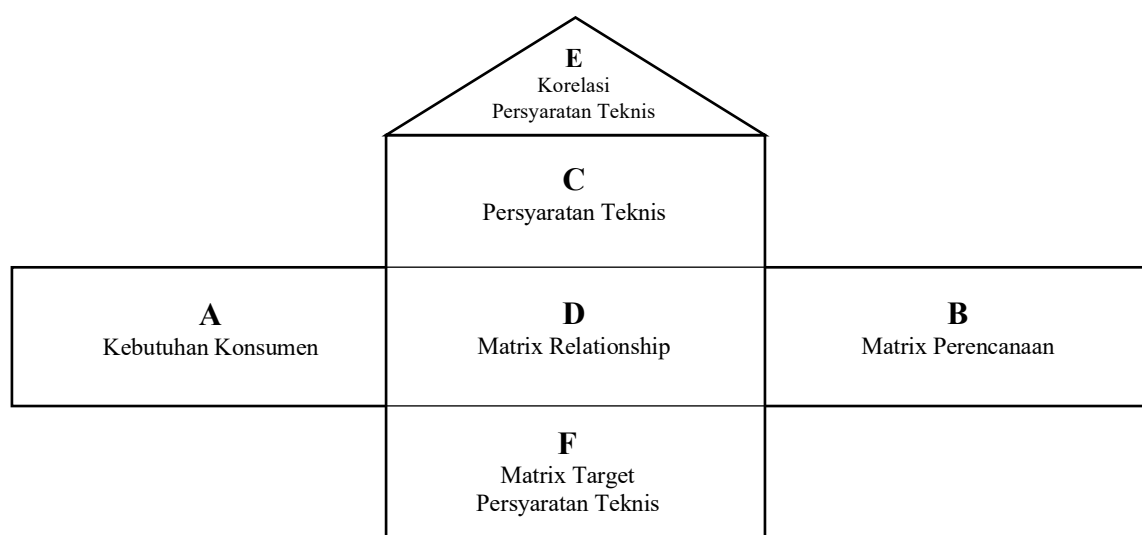 E
Korelasi
Persyaratan Teknis
C
Persyaratan Teknis
A
Kebutuhan Konsumen
D
Matrix Relationship
B
Matrix Perencanaan
F
Matrix Target
Persyaratan Teknis